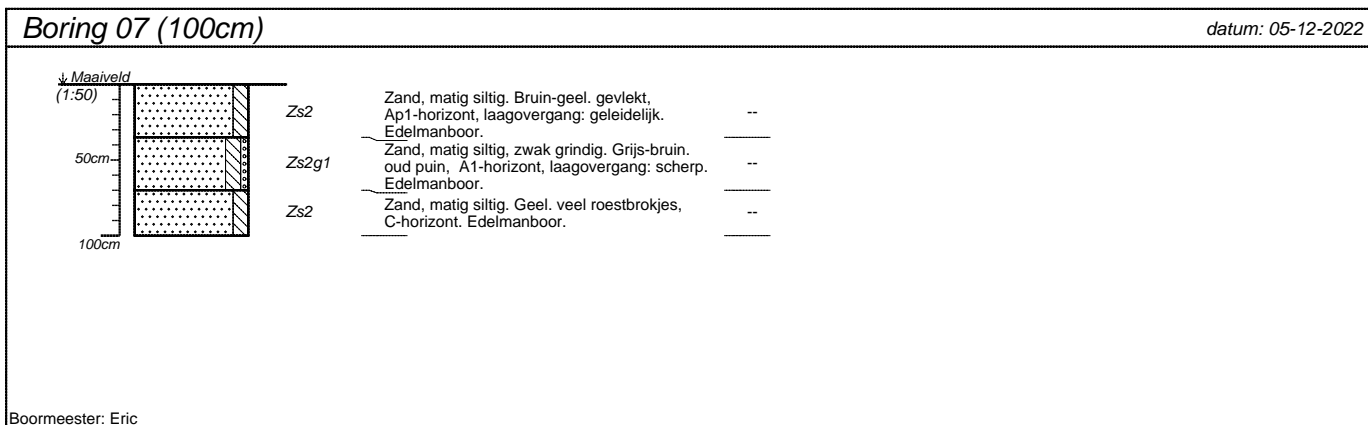 Boring 07 (100cm)
datum: 05-12-2022
Maaiveld
(1:50)
Zs2
Zand, matig siltig. Bruin-geel. gevlekt,
Ap1-horizont, laagovergang: geleidelijk.
Edelmanboor.
--
50cm
Zs2g1
Zand, matig siltig, zwak grindig. Grijs-bruin.
oud puin, A1-horizont, laagovergang: scherp.
Edelmanboor.
--
Zs2
Zand, matig siltig. Geel. veel roestbrokjes,
C-horizont. Edelmanboor.
--
100cm
Boormeester: Eric